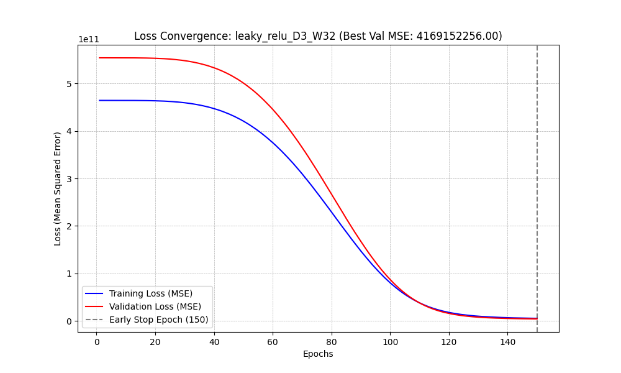 Loss Convergence: leaky_relu_D3_W32 (Best Val MSE: 4169152256.00)
1e11
5
4
3
2
1
0
Loss (Mean Squared Error)
Training Loss (MSE)
Validation Loss (MSE)
Early Stop Epoch (150)
0 20 40 60 80 100 120 140
Epochs